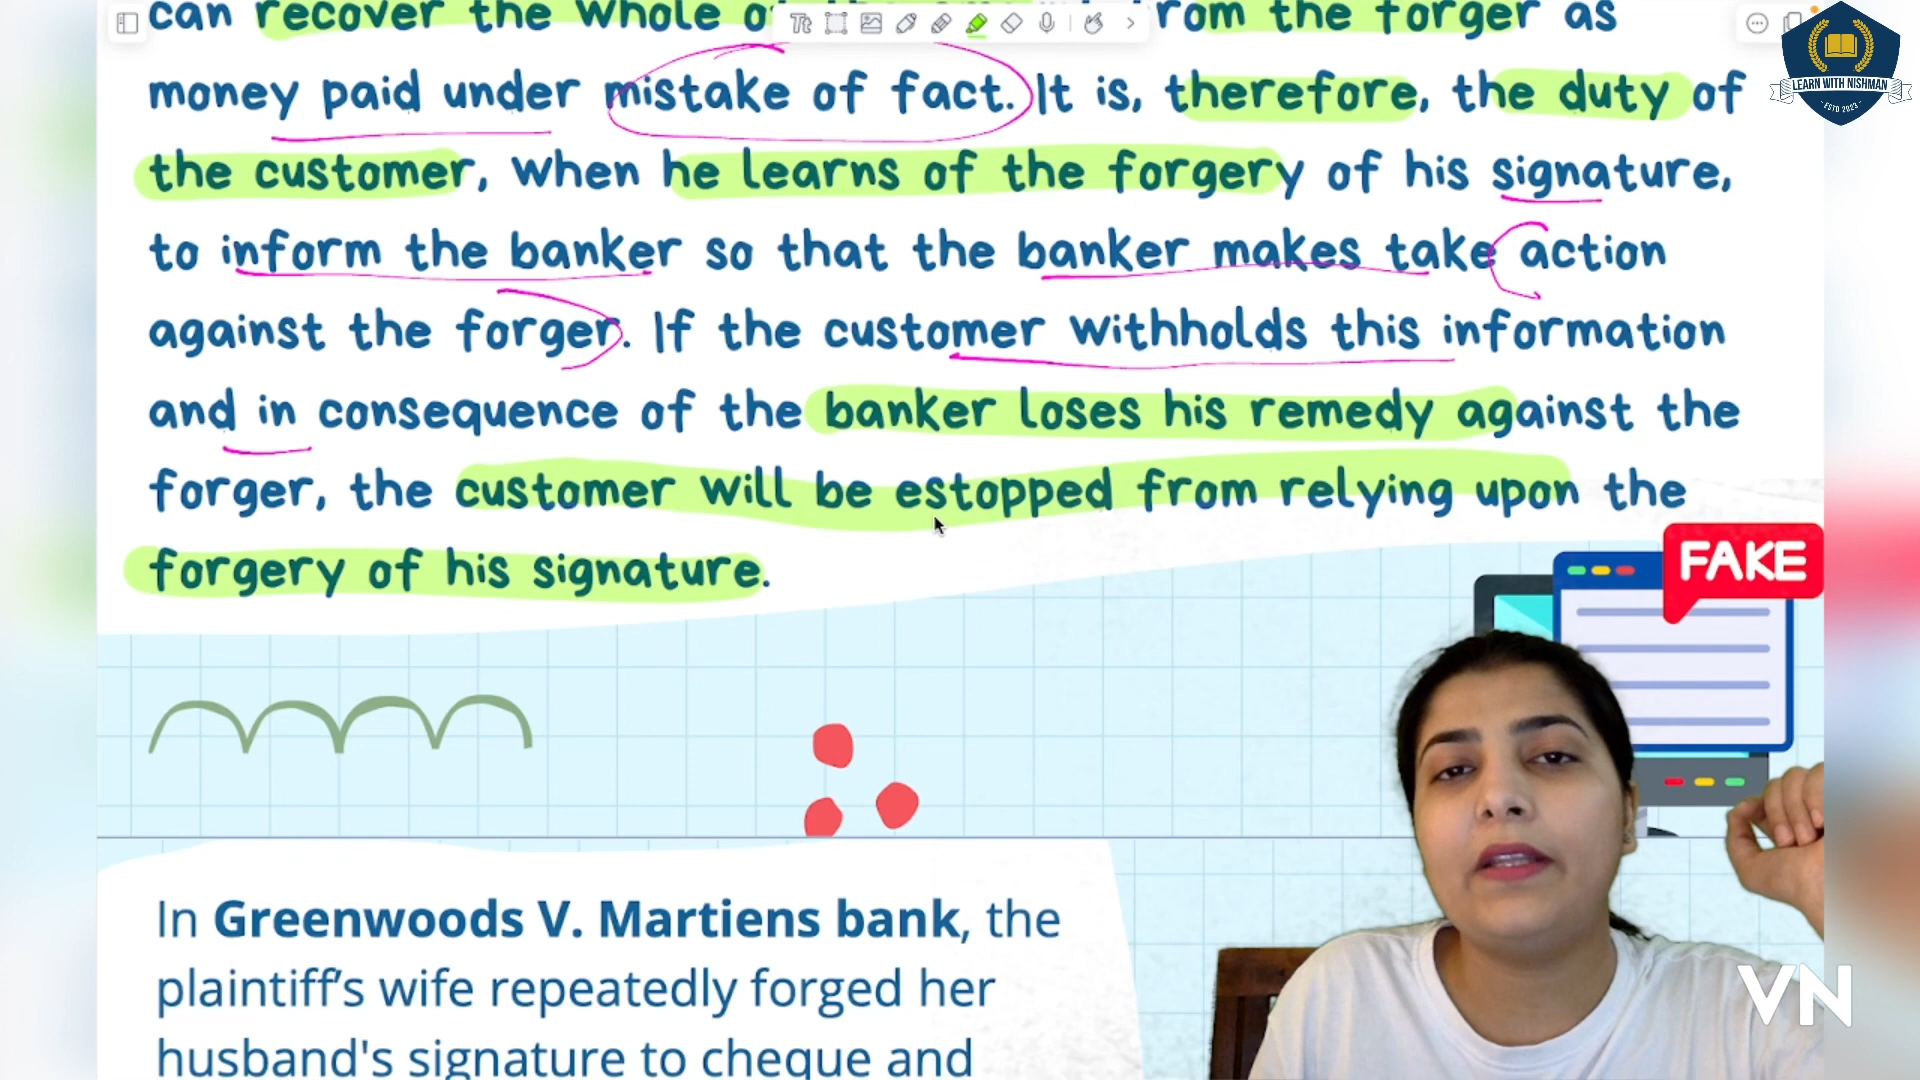 can recover the whole of from the forger as
money paid under mistake of fact. It is, therefore, the duty of
the customer, when he learns of the forgery of his signature,
to inform the banker so that the banker makes take action
against the forger. If the customer withholds this information
and in consequence of the banker loses his remedy against the
forger, the customer will be estopped from relying upon the
forgery of his signature.
FAKE
In Greenwoods V. Martiens bank, the
plaintiff's wife repeatedly forged her
husband's signature to cheque and
Tt
LEARN WITH NISHMAN
ESTD 2023
VN